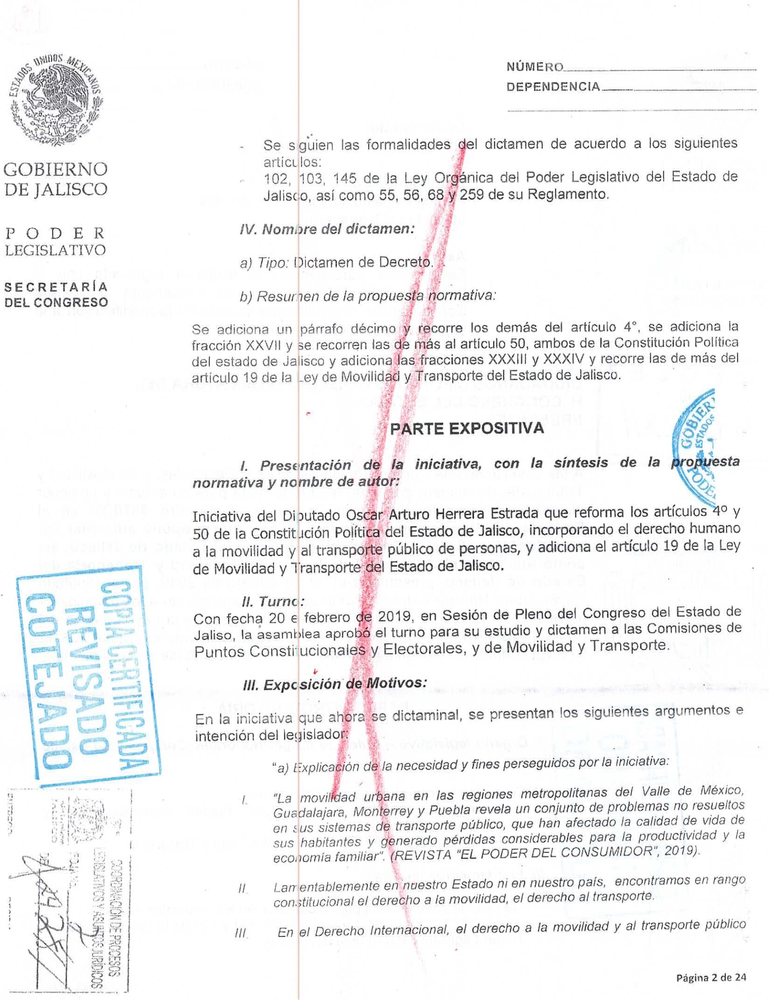 ESTADOS UNIDOS MEXICANOS
NÚMERO
DEPENDENCIA
GOBIERNO
DE JALISCO
PODER
LEGISLATIVO
SECRETARÍA
DEL CONGRESO
- Se siguien las formalidades del dictamen de acuerdo a los siguientes
artículos:
- 102, 103, 145 de la Ley Orgánica del Poder Legislativo del Estado de
Jalisco, así como 55, 56, 68 y 259 de su Reglamento.
IV. Nombre del dictamen:
a) Tipo: Dictamen de Decreto.
b) Resumen de la propuesta normativa:
Se adiciona un párrafo décimo y recorre los demás del artículo 4°, se adiciona la
fracción XXVII y se recorren las de más al artículo 50, ambos de la Constitución Política
del estado de Jalisco y adiciona las fracciones XXXIII y XXXIV y recorre las de más del
artículo 19 de la Ley de Movilidad y Transporte del Estado de Jalisco.
PARTE EXPOSITIVA
I. Presentación de la iniciativa, con la síntesis de la propuesta
normativa y nombre de autor:
Iniciativa del Diputado Oscar Arturo Herrera Estrada que reforma los artículos 4º y
50 de la Constitución Política del Estado de Jalisco, incorporando el derecho humano
a la movilidad y al transporte público de personas, y adiciona el artículo 19 de la Ley
de Movilidad y Transporte del Estado de Jalisco.
II. Turno:
Con fecha 20 e febrero de 2019, en Sesión de Pleno del Congreso del Estado de
Jaliso, la asamblea aprobó el turno para su estudio y dictamen a las Comisiones de
Puntos Constitucionales y Electorales, y de Movilidad y Transporte.
III. Exposición de Motivos:
En la iniciativa que ahora se dictaminal, se presentan los siguientes argumentos e
intención del legislador:
"a) Explicación de la necesidad y fines perseguidos por la iniciativa:
I. "La movilidad urbana en las regiones metropolitanas del Valle de México,
Guadalajara, Monterrey y Puebla revela un conjunto de problemas no resueltos
en sus sistemas de transporte público, que han afectado la calidad de vida de
sus habitantes y generado pérdidas considerables para la productividad y la
economía familiar". (REVISTA "EL PODER DEL CONSUMIDOR", 2019).
II. Lamentablemente en nuestro Estado ni en nuestro país, encontramos en rango
constitucional el derecho a la movilidad, el derecho al transporte.
III. En el Derecho Internacional, el derecho a la movilidad y al transporte público
COPIA CERTIFICADA
REVISADO
COTEJADO
COORDINACIÓN DE PROCESOS
LEGISLATIVOS Y ASUNTOS JURÍDICOS
FOJA No. 2
DE
Página 2 de 24